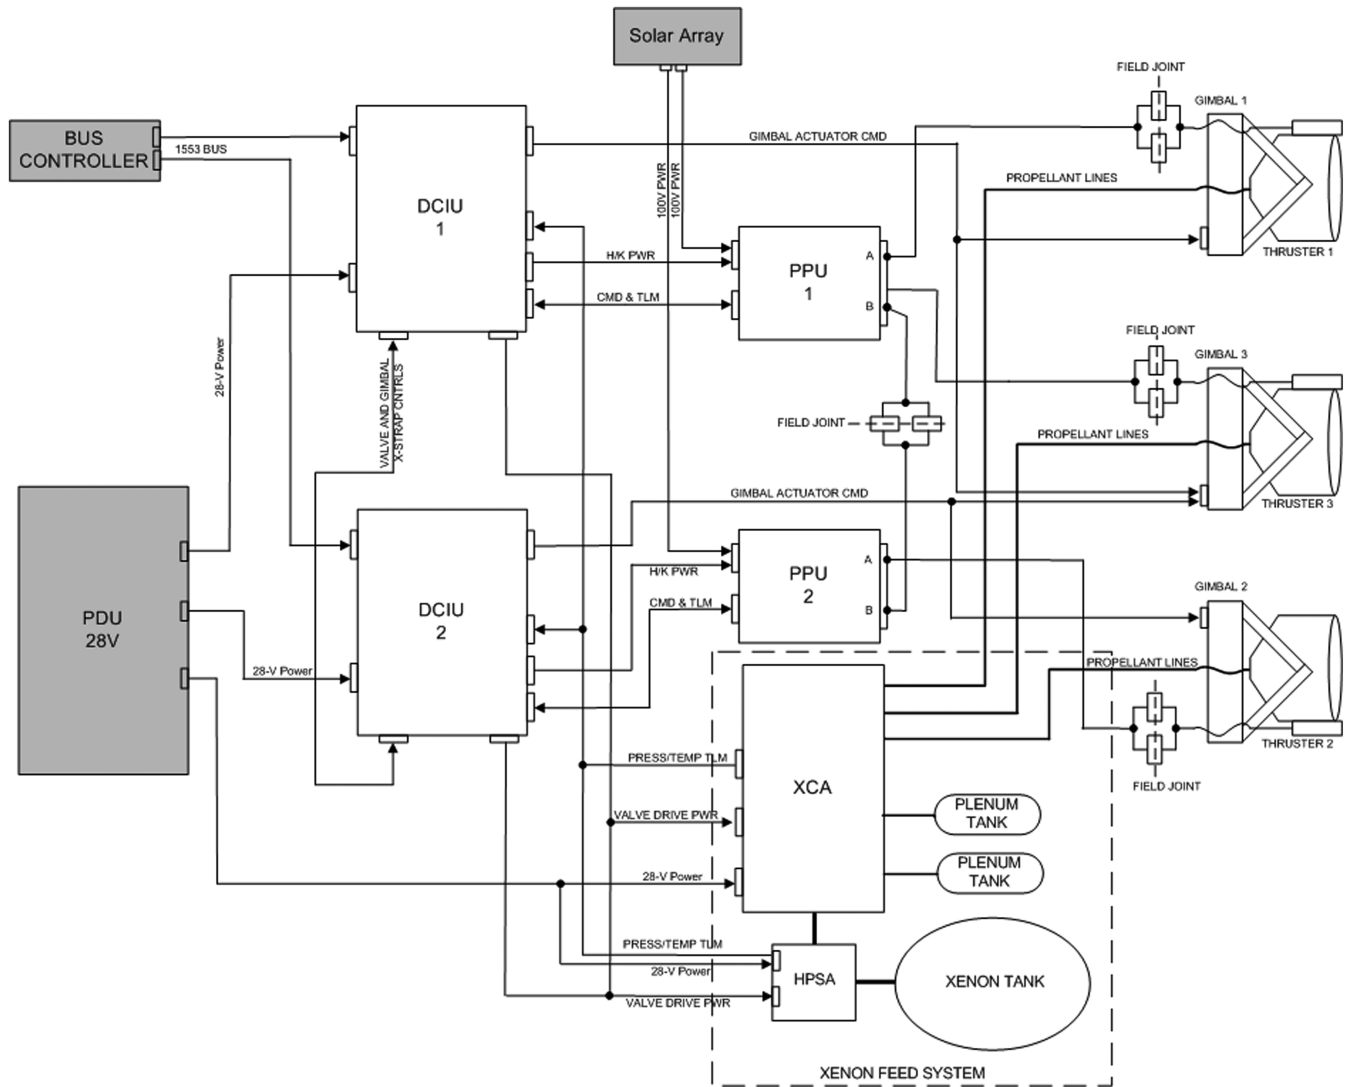 Solar Array
FIELD JOINT
GIMBAL 1
BUS
CONTROLLER
1553 BUS
GIMBAL ACTUATOR CMD
100V PWR
100V PWR
PROPELLANT LINES
DCIU
1
H/K PWR
CMD & TLM
PPU
1
A
B
THRUSTER 1
28-V Power
VALVE AND GIMBAL
X-STRAP CNTRLS
FIELD JOINT
GIMBAL 3
FIELD JOINT
PROPELLANT LINES
THRUSTER 3
GIMBAL ACTUATOR CMD
PDU
28V
DCIU
2
H/K PWR
CMD & TLM
PPU
2
A
B
GIMBAL 2
28-V Power
PROPELLANT LINES
THRUSTER 2
FIELD JOINT
PRESS/TEMP TLM
XCA
VALVE DRIVE PWR
PLENUM
TANK
28-V Power
PLENUM
TANK
PRESS/TEMP TLM
28-V Power
HPSA
VALVE DRIVE PWR
XENON TANK
XENON FEED SYSTEM